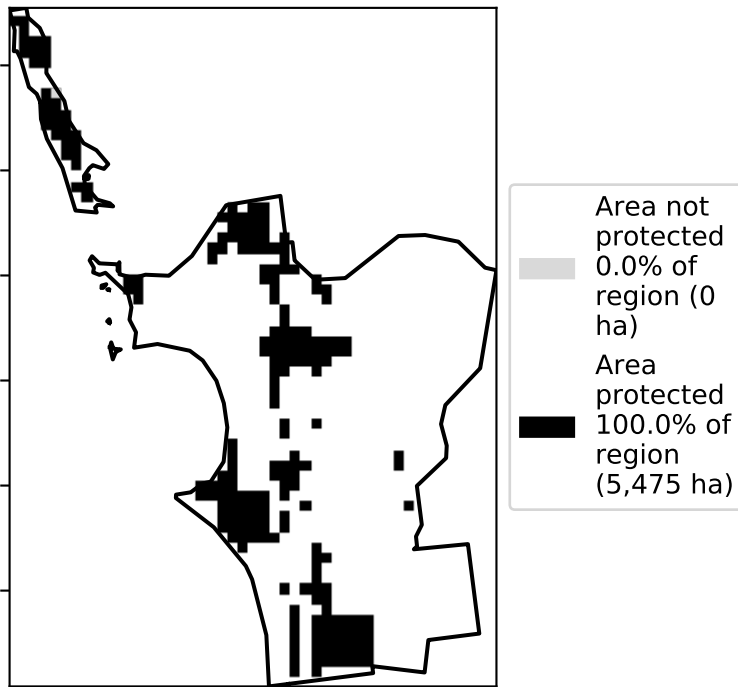 Area not
protected
0.0% of
region (0
ha)
Area
protected
100.0% of
region
(5,475 ha)